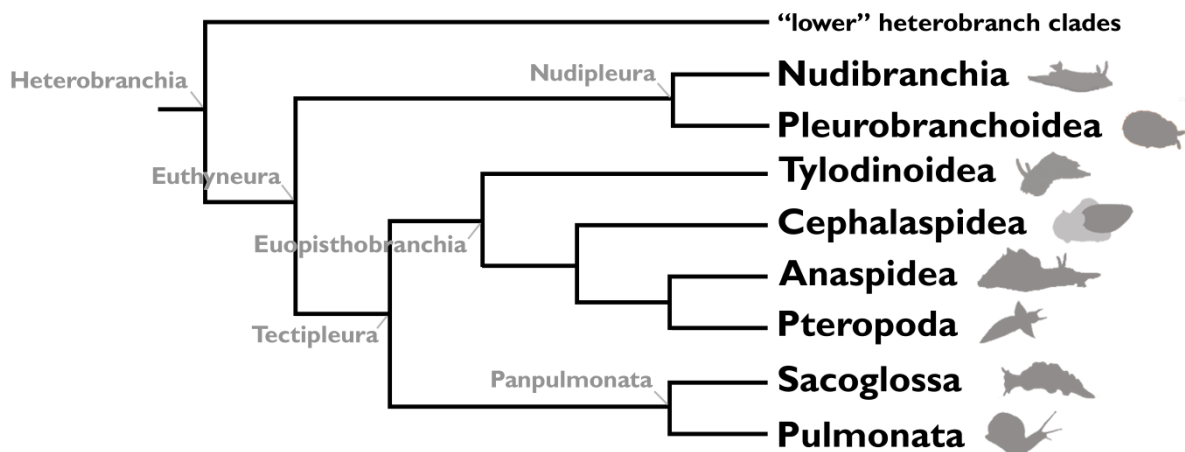 “lower” heterobranch clades
Heterobranchia
Nudipleura
Nudibranchia
Pleurobranchoidea
Euthyneura
Tylodinoidea
Euopisthobranchia
Cephalaspidea
Anaspidea
Tectipleura
Pteropoda
Panpulmonata
Sacoglossa
Pulmonata